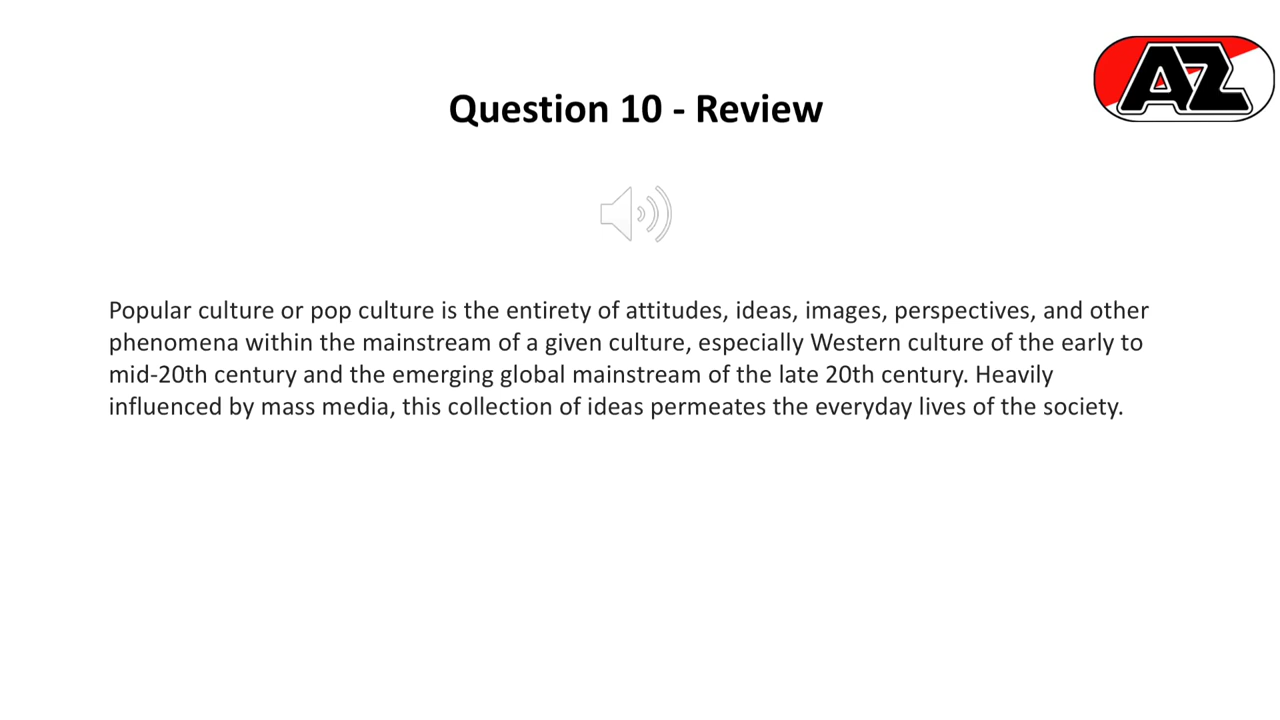 AZ
Question 10 - Review
Popular culture or pop culture is the entirety of attitudes, ideas, images, perspectives, and other
phenomena within the mainstream of a given culture, especially Western culture of the early to
mid-20th century and the emerging global mainstream of the late 20th century. Heavily
influenced by mass media, this collection of ideas permeates the everyday lives of the society.